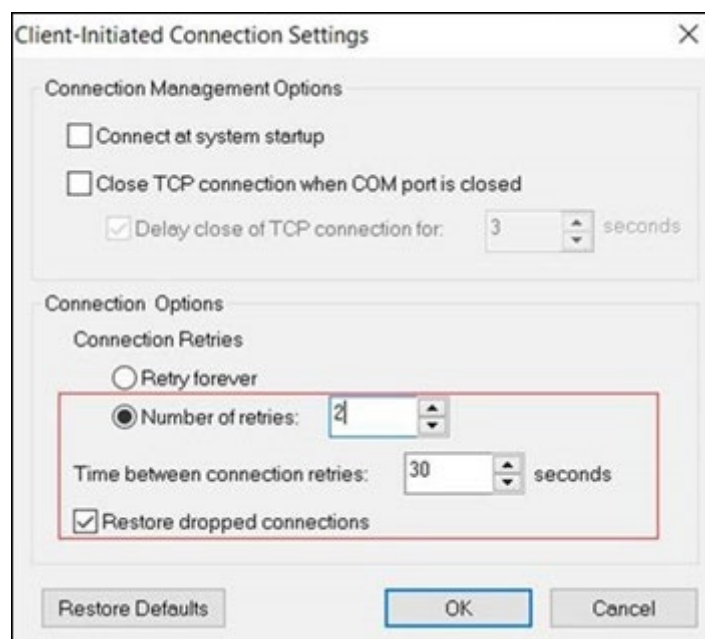 Client-Initiated Connection Settings
Connection Management Options
Connect at system startup
Close TCP connection when COM port is closed
Delay close of TCP connection for: 3 seconds
Connection Options
Connection Retries
Retry forever
Number of retries: 2
Time between connection retries: 30 seconds
Restore dropped connections
Restore Defaults OK Cancel